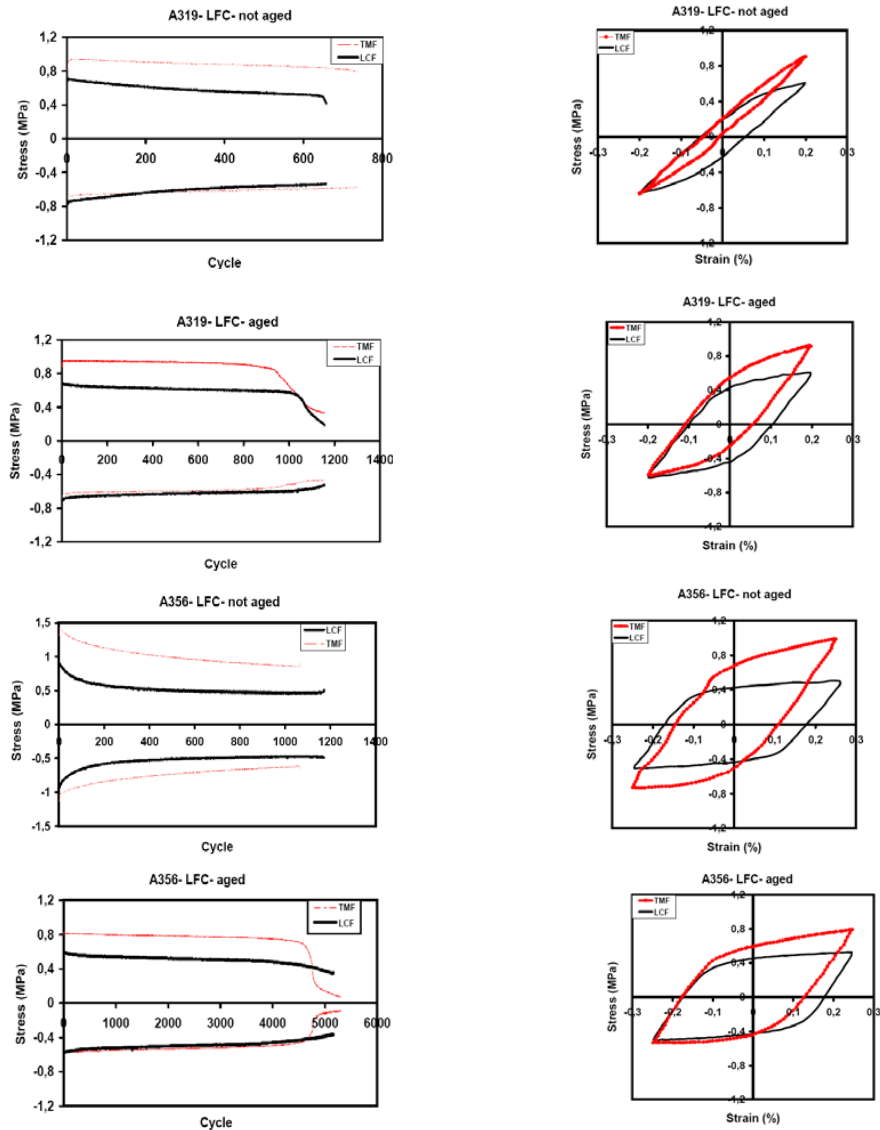 A319- LFC- not aged
Stress (MPa)
1,2
0,8
0,4
0
-0,4
-0,8
-1,2
0
200
400
600
800
TMF
LCF
Cycle
A319- LFC- not aged
Stress (MPa)
TMF
LCF
1,2
0,8
0,4
0
-0,4
-0,8
-1,2
-0,3
-0,2
-0,1
0
0,1
0,2
0,3
Strain (%)
A319- LFC- aged
Stress (MPa)
1,2
0,8
0,4
0
-0,4
-0,8
-1,2
0
200
400
600
800
1000
1200
1400
TMF
LCF
Cycle
A319- LFC- aged
Stress (MPa)
TMF
LCF
1,2
0,8
0,4
0
-0,4
-0,8
-1,2
-0,3
-0,2
-0,1
0
0,1
0,2
0,3
Strain (%)
A356- LFC- not aged
Stress (MPa)
1,5
1
0,5
0
-0,5
-1
-1,5
0
200
400
600
800
1000
1200
1400
LCF
TMF
Cycle
A356- LFC-not aged
Stress (MPa)
TMF
LCF
1,2
0,8
0,4
0
-0,4
-0,8
-1,2
-0,3
-0,2
-0,1
0
0,1
0,2
0,3
Strain (%)
A356- LFC- aged
Stress (MPa)
1,2
0,8
0,4
0
-0,4
-0,8
-1,2
0
1000
2000
3000
4000
5000
6000
TMF
LCF
Cycle
A356- LFC- aged
Stress (MPa)
TMF
LCF
1,2
0,8
0,4
0
-0,4
-0,8
-1,2
-0,3
-0,2
-0,1
0,0
0,1
0,2
0,3
Strain (%)